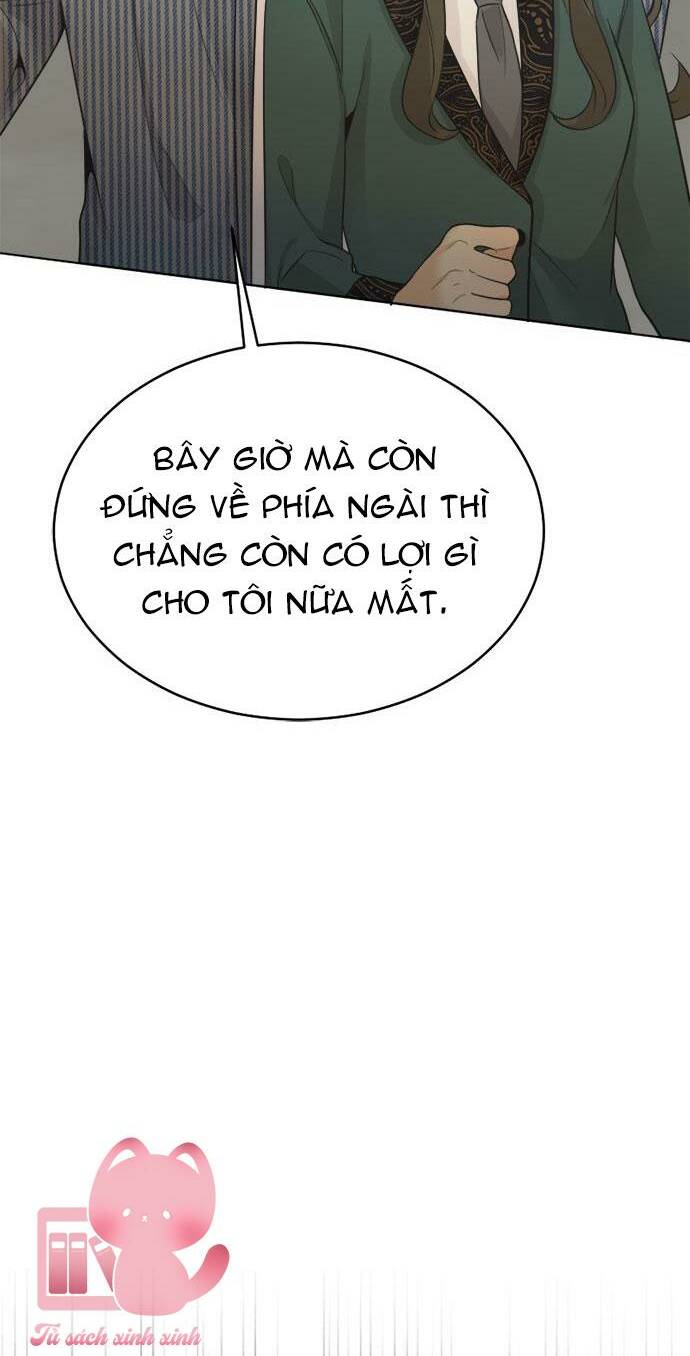 BÂY GIỜ MÀ CÒN
ĐỨNG VỀ PHÍA NGÀI THÌ
CHẲNG CÒN CÓ LỢI GÌ
CHO TÔI NỮA MẤT.
Tủ sách xinh xinh